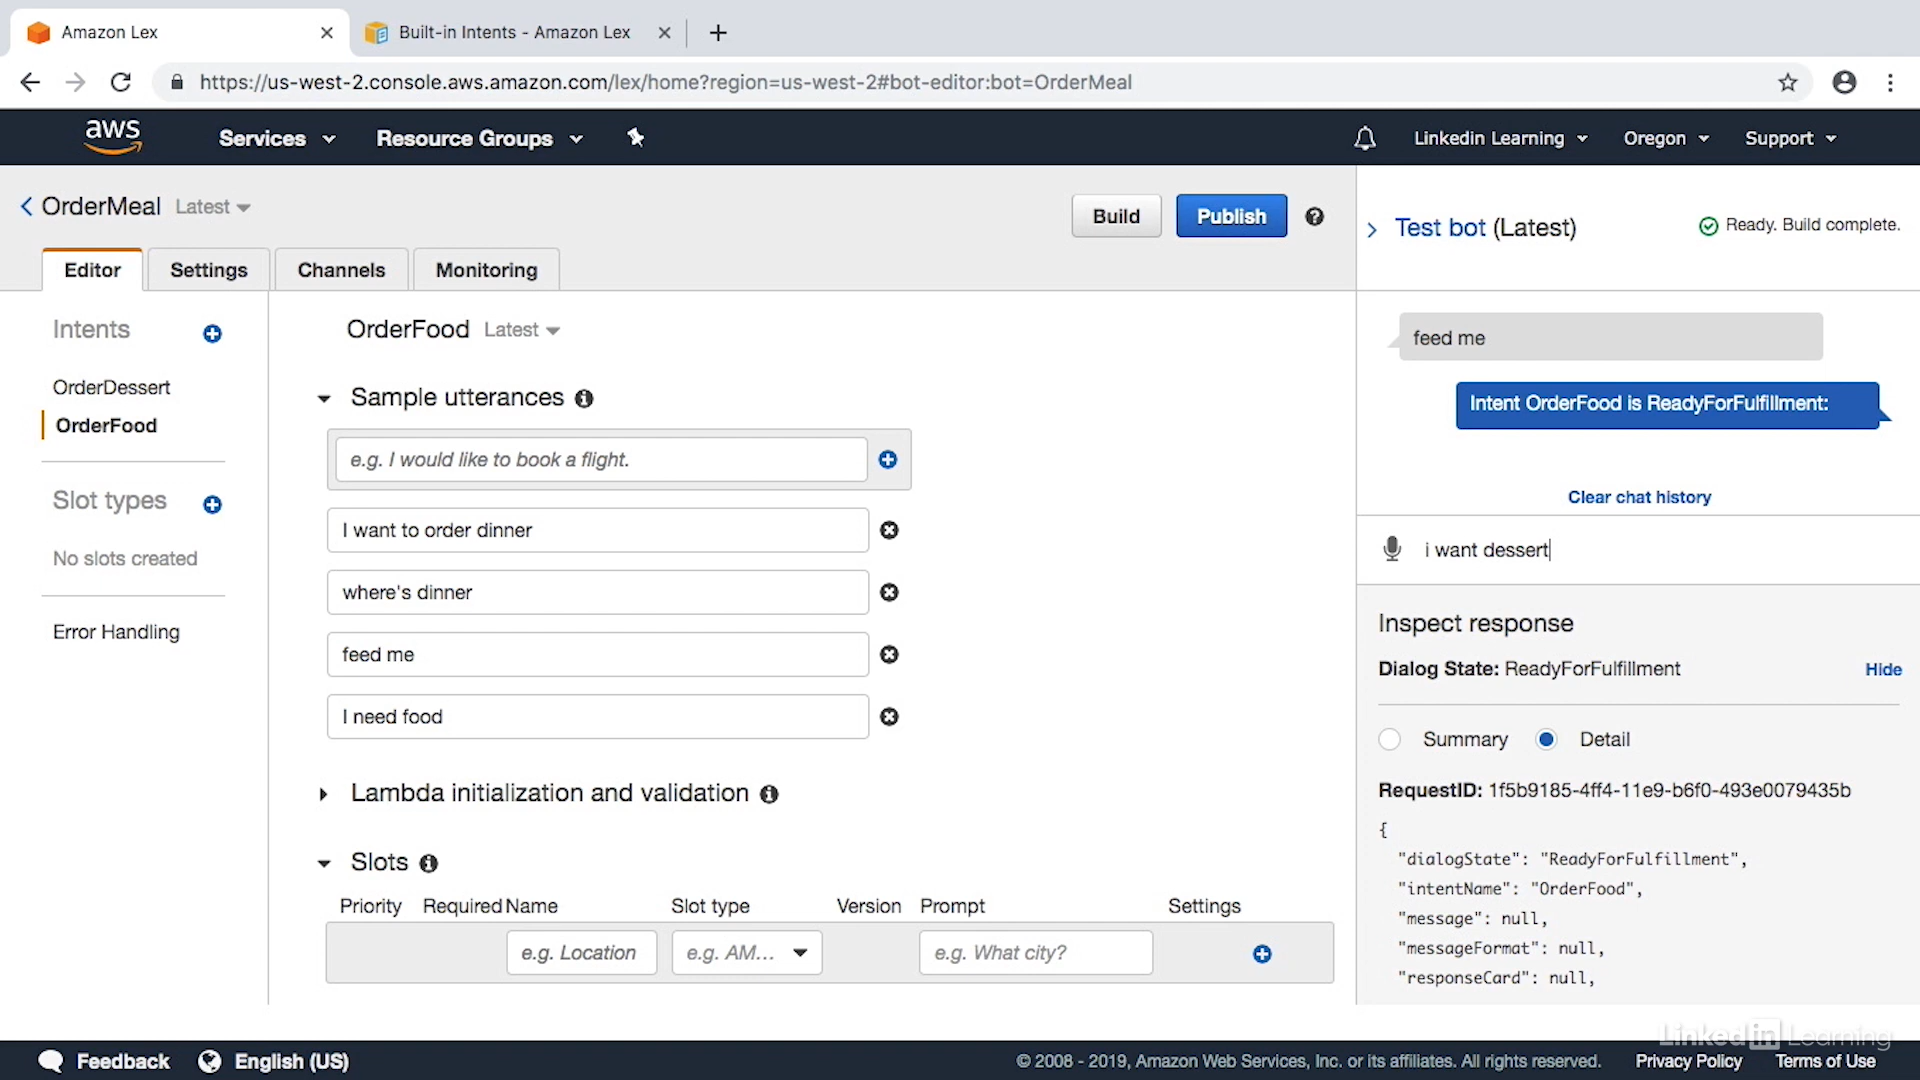 Amazon Lex
Built-in Intents - Amazon Lex
https://us-west-2.console.aws.amazon.com/lex/home?region=us-west-2#bot-editor:bot=OrderMeal
aws
Services
Resource Groups
Linkedin Learning
Oregon
Support
OrderMeal Latest
Build
Publish
Test bot (Latest)
Ready. Build complete.
Editor
Settings
Channels
Monitoring
Intents
OrderDessert
OrderFood
Slot types
No slots created
Error Handling
OrderFood Latest
Sample utterances
e.g. I would like to book a flight.
I want to order dinner
where's dinner
feed me
I need food
Lambda initialization and validation
Slots
Priority Required Name Slot type Version Prompt Settings
e.g. Location e.g. AM... e.g. What city?
feed me
Intent OrderFood is ReadyForFulfillment:
Clear chat history
i want dessert
Inspect response
Dialog State: ReadyForFulfillment Hide
Summary Detail
RequestID: 1f5b9185-4ff4-11e9-b6f0-493e0079435b
{
"dialogState": "ReadyForFulfillment",
"intentName": "OrderFood",
"message": null,
"messageFormat": null,
"responseCard": null,
Linked in Learning
Feedback
English (US)
© 2008 - 2019, Amazon Web Services, Inc. or its affiliates. All rights reserved.
Privacy Policy
Terms of Use